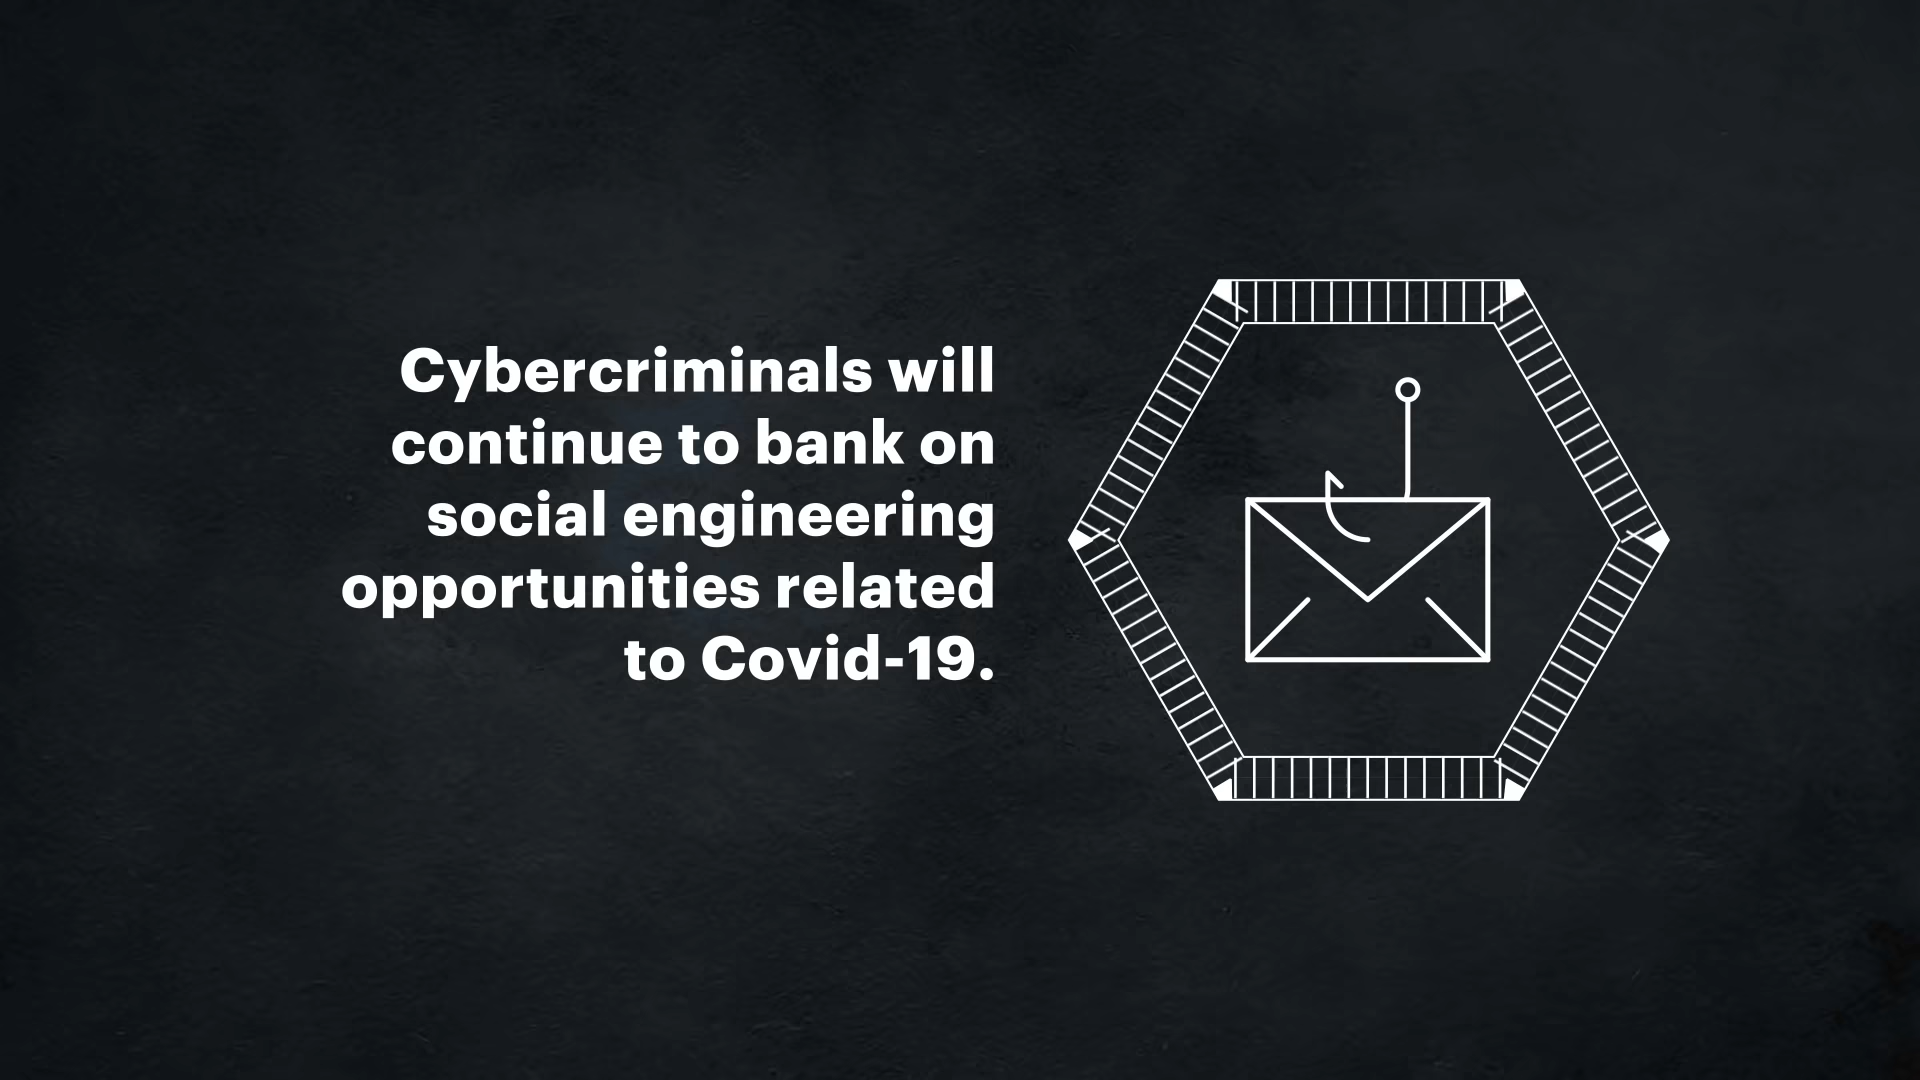 Cybercriminals will
continue to bank on
social engineering
opportunities related
to Covid-19.